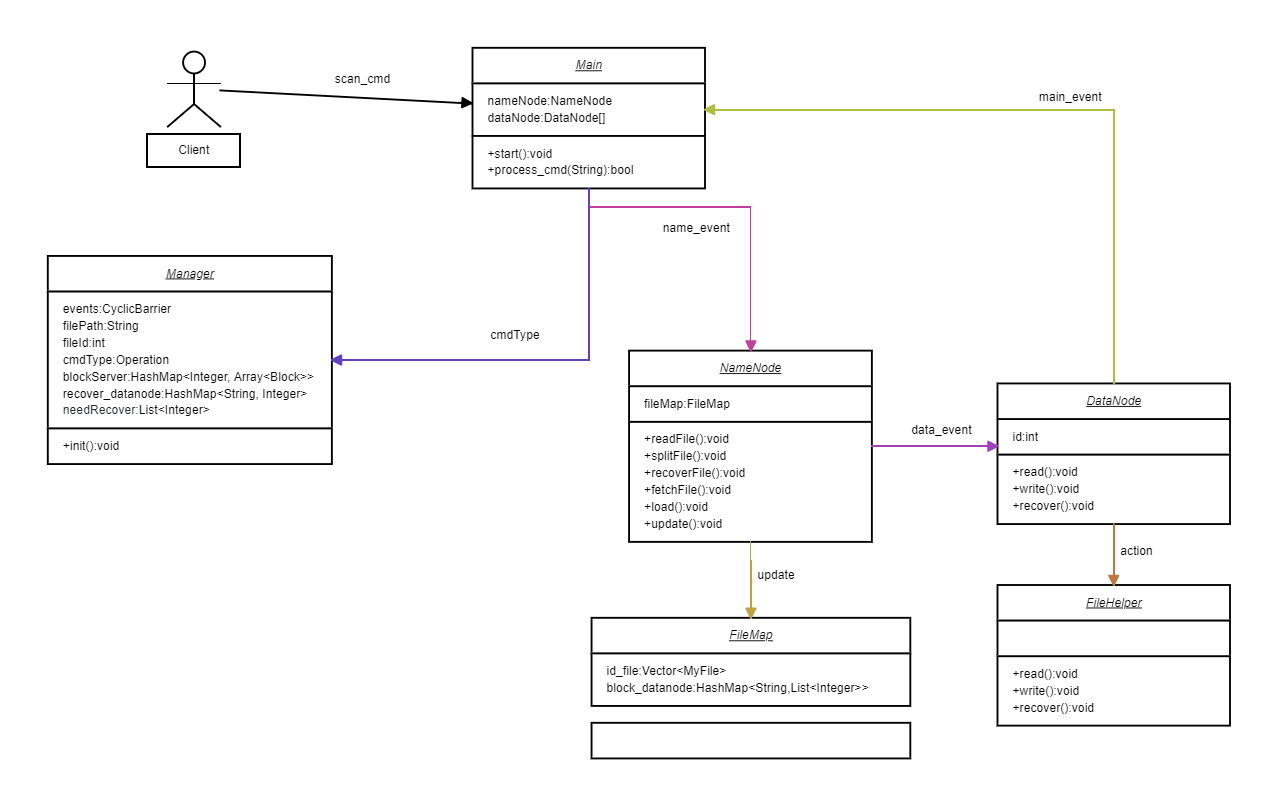 scan_cmd
Client
Main
nameNode:NameNode
dataNode:DataNode[]
+start():void
+process_cmd(String):bool
main_event
name_event
cmdType
Manager
events:CyclicBarrier
filePath:String
fileId:int
cmdType:Operation
blockServer:HashMap<Integer, Array<Block>>
recover_datanode:HashMap<String, Integer>
needRecover:List<Integer>
+init():void
NameNode
fileMap:FileMap
+readFile():void
+splitFile():void
+recoverFile():void
+fetchFile():void
+load():void
+update():void
data_event
DataNode
id:int
+read():void
+write():void
+recover():void
update
action
FileMap
id_file:Vector<MyFile>
block_datanode:HashMap<String,List<Integer>>
FileHelper
+read():void
+write():void
+recover():void